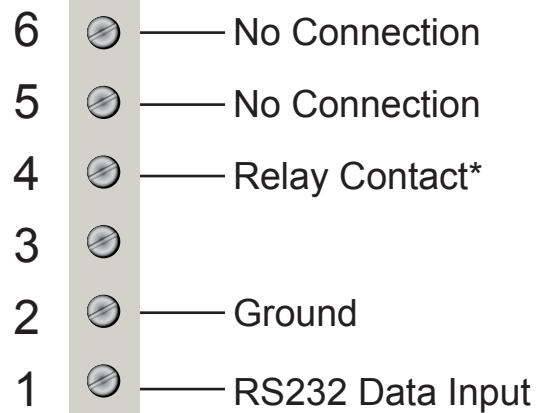 6 No Connection
5 No Connection
4 Relay Contact*
3
2 Ground
1 RS232 Data Input